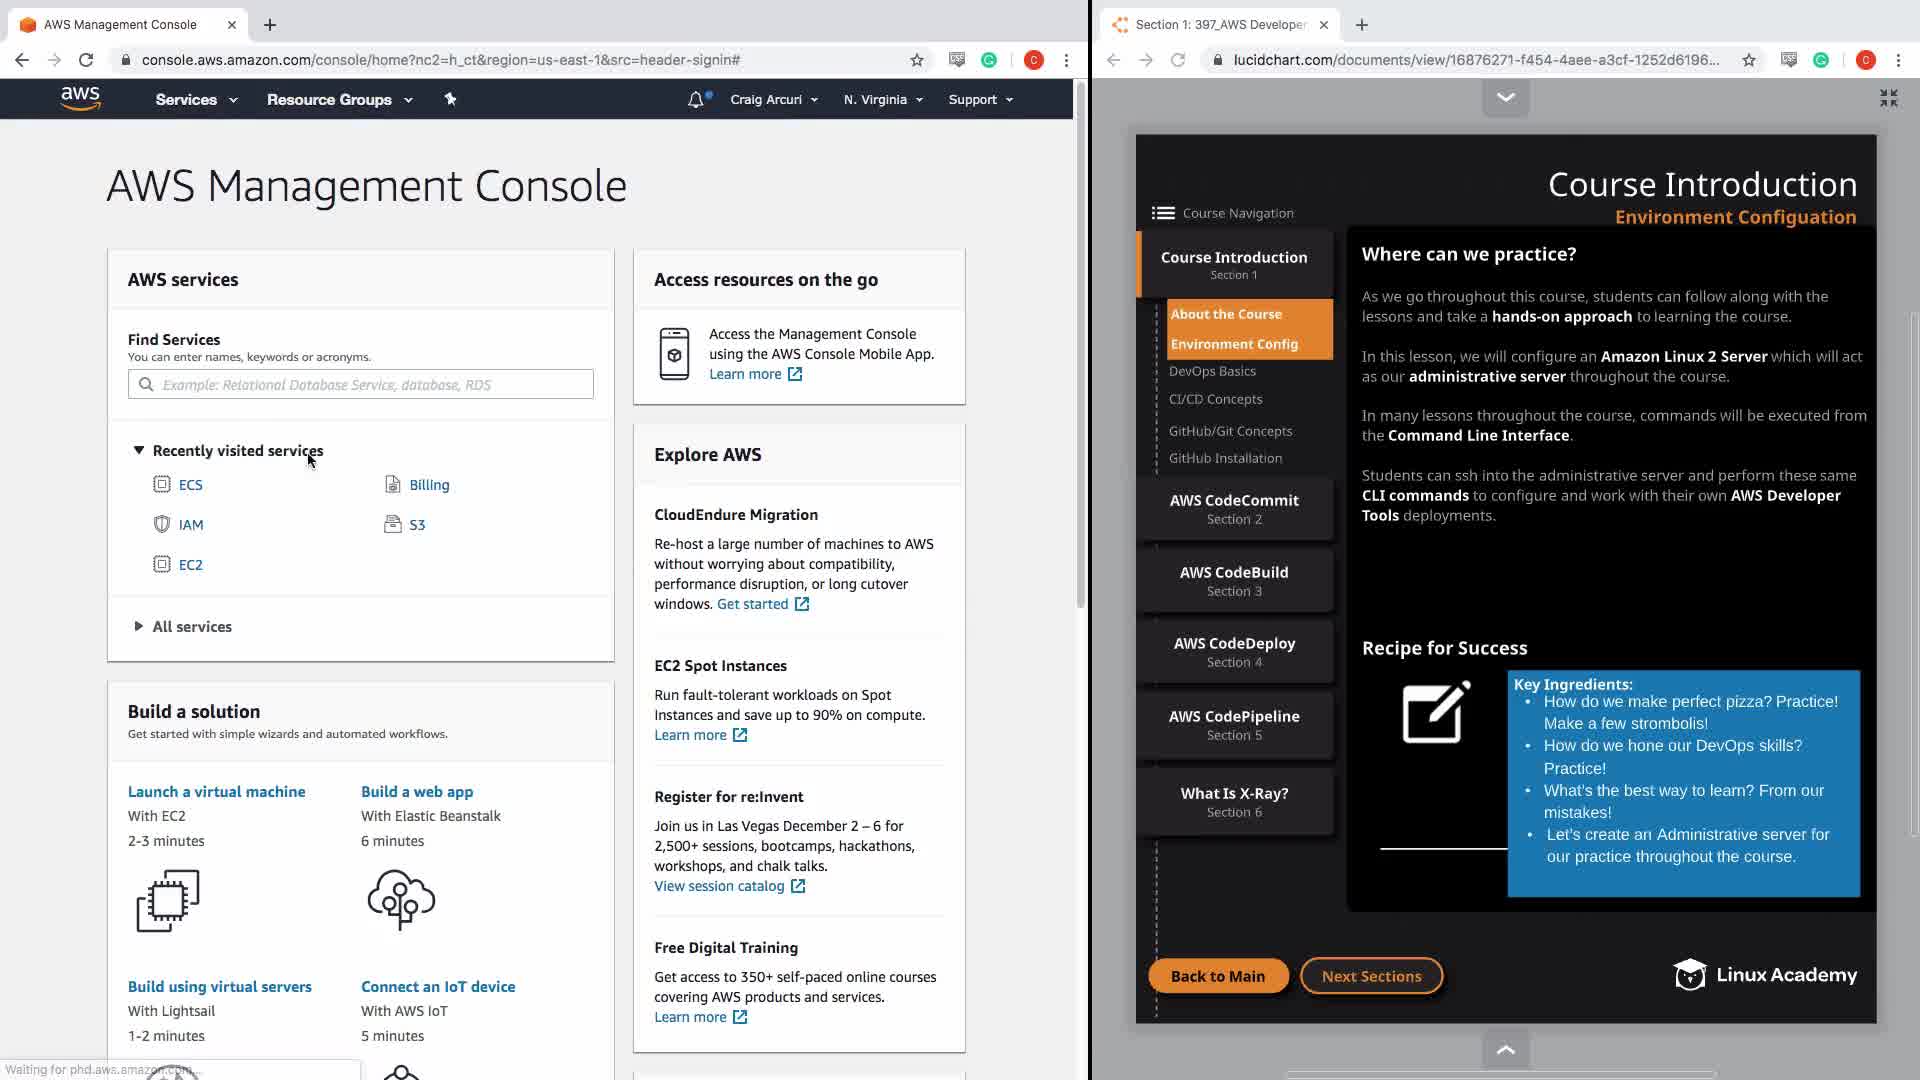 AWS Management Console
console.aws.amazon.com/console/home?nc2=h_ct&region=us-east-1&src=header-signin#
aws
Services
Resource Groups
Craig Arcuri
N. Virginia
Support
AWS Management Console
AWS services
Find Services
You can enter names, keywords or acronyms.
Example: Relational Database Service, database, RDS
Recently visited services
ECS
Billing
IAM
S3
EC2
All services
Build a solution
Get started with simple wizards and automated workflows.
Launch a virtual machine
With EC2
2-3 minutes
Build a web app
With Elastic Beanstalk
6 minutes
Build using virtual servers
With Lightsail
1-2 minutes
Connect an IoT device
With AWS IoT
5 minutes
Waiting for phd.aws.amazon.com...
Access resources on the go
Access the Management Console
using the AWS Console Mobile App.
Learn more
Explore AWS
CloudEndure Migration
Re-host a large number of machines to AWS
without worrying about compatibility,
performance disruption, or long cutover
windows. Get started
EC2 Spot Instances
Run fault-tolerant workloads on Spot
Instances and save up to 90% on compute.
Learn more
Register for re:Invent
Join us in Las Vegas December 2 – 6 for
2,500+ sessions, bootcamps, hackathons,
workshops, and chalk talks.
View session catalog
Free Digital Training
Get access to 350+ self-paced online courses
covering AWS products and services.
Learn more
Section 1: 397_AWS Developer
lucidchart.com/documents/view/16876271-f454-4aee-a3cf-1252d6196...
C
C
Course Introduction
Environment Configuation
Course Navigation
Course Introduction
Section 1
About the Course
Environment Config
DevOps Basics
CI/CD Concepts
GitHub/Git Concepts
GitHub Installation
AWS CodeCommit
Section 2
AWS CodeBuild
Section 3
AWS CodeDeploy
Section 4
AWS CodePipeline
Section 5
What Is X-Ray?
Section 6
Where can we practice?
As we go throughout this course, students can follow along with the
lessons and take a hands-on approach to learning the course.
In this lesson, we will configure an Amazon Linux 2 Server which will act
as our administrative server throughout the course.
In many lessons throughout the course, commands will be executed from
the Command Line Interface.
Students can ssh into the administrative server and perform these same
CLI commands to configure and work with their own AWS Developer
Tools deployments.
Recipe for Success
Key Ingredients:
• How do we make perfect pizza? Practice!
Make a few strombolis!
• How do we hone our DevOps skills?
Practice!
• What's the best way to learn? From our
mistakes!
• Let's create an Administrative server for
our practice throughout the course.
Back to Main
Next Sections
Linux Academy